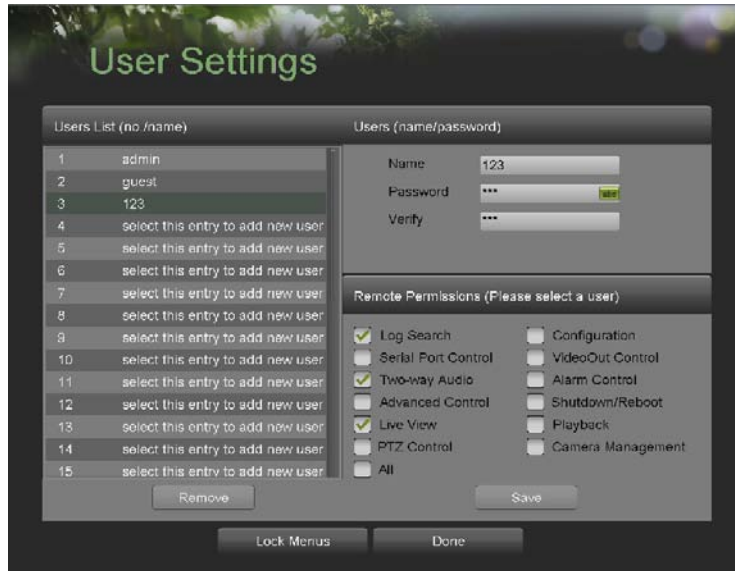 User Settings
Users List (no./name)
1 admin
2 guest
3 123
4 select this entry to add new user
5 select this entry to add new user
6 select this entry to add new user
7 select this entry to add new user
8 select this entry to add new user
9 select this entry to add new user
10 select this entry to add new user
11 select this entry to add new user
12 select this entry to add new user
13 select this entry to add new user
14 select this entry to add new user
15 select this entry to add new user
Remove
Users (name/password)
Name 123
Password ***
Verify ***
Remote Permissions (Please select a user)
Log Search Configuration
Serial Port Control VideoOut Control
Two-way Audio Alarm Control
Advanced Control Shutdown/Reboot
Live View Playback
PTZ Control Camera Management
All
Save
Lock Menus Done